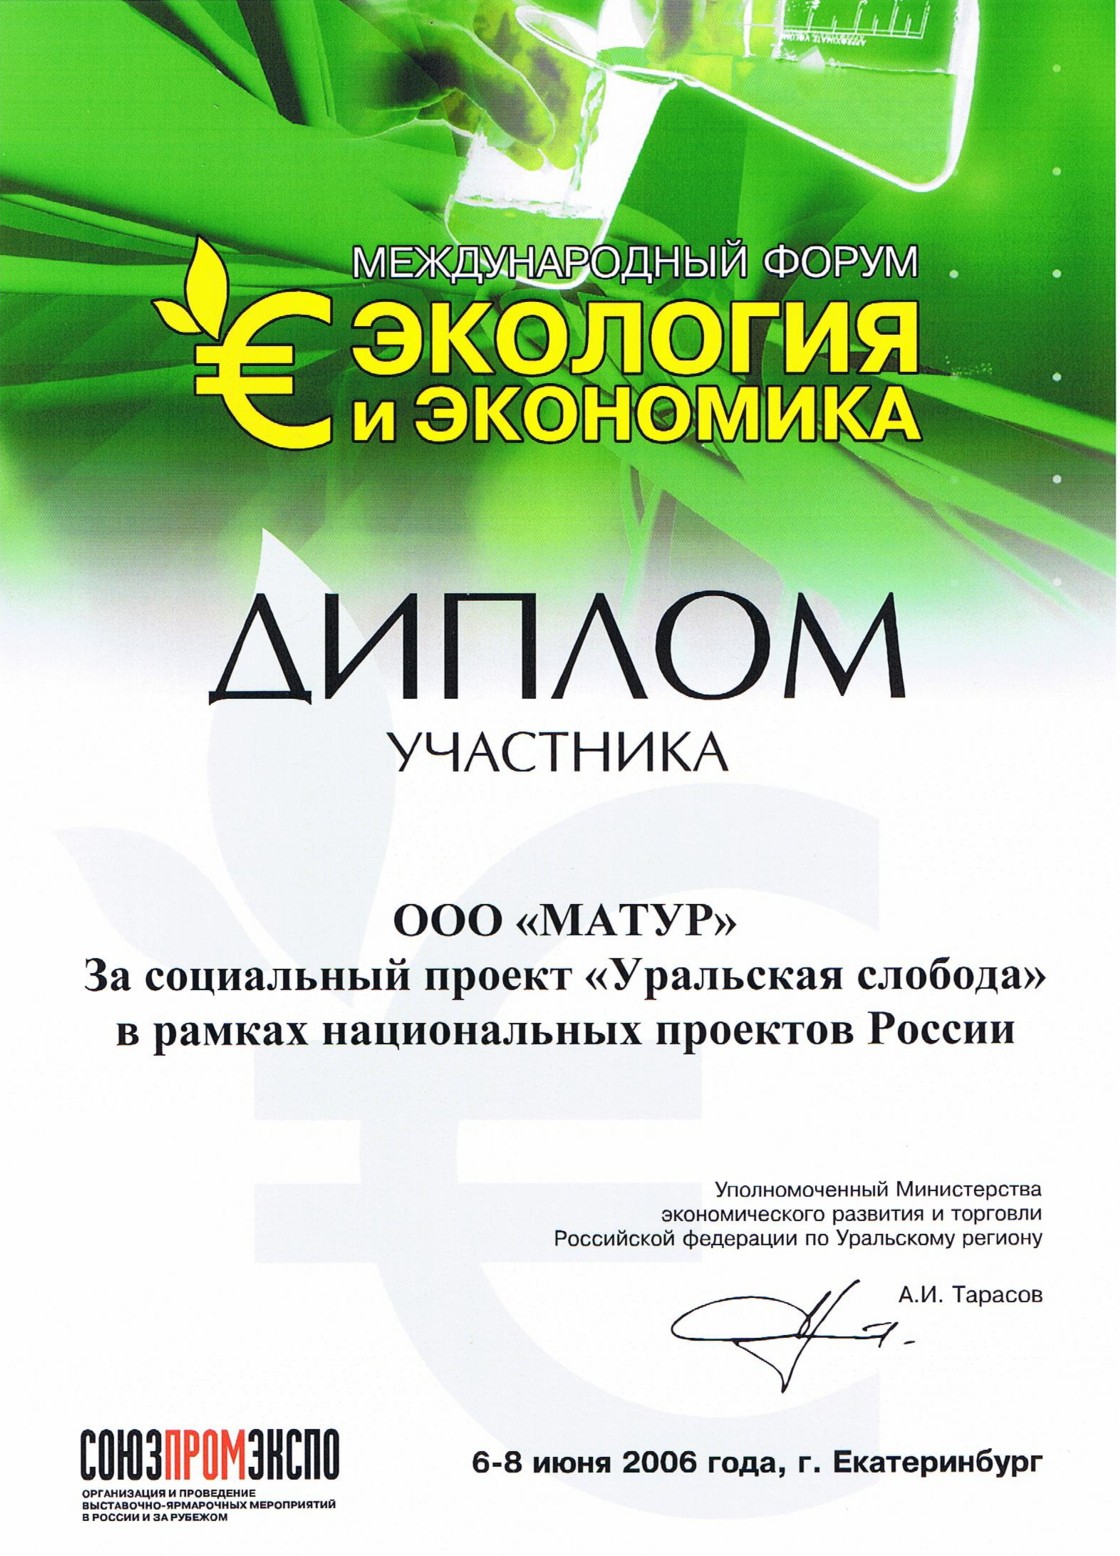 МЕЖДУНАРОДНЫЙ ФОРУМ
ЭКОЛОГИЯ
и ЭКОНОМИКА
ДИПЛОМ
УЧАСТНИКА
ООО «МАТУР»
За социальный проект «Уральская слобода»
в рамках национальных проектов России
Уполномоченный Министерства
экономического развития и торговли
Российской федерации по Уральскому региону
А.И. Тарасов
СОЮЗПРОМЭКСПО
ОРГАНИЗАЦИЯ И ПРОВЕДЕНИЕ
ВЫСТАВОЧНО-ЯРМАРОЧНЫХ МЕРОПРИЯТИЙ
В РОССИИ И ЗА РУБЕЖОМ
6-8 июня 2006 года, г. Екатеринбург